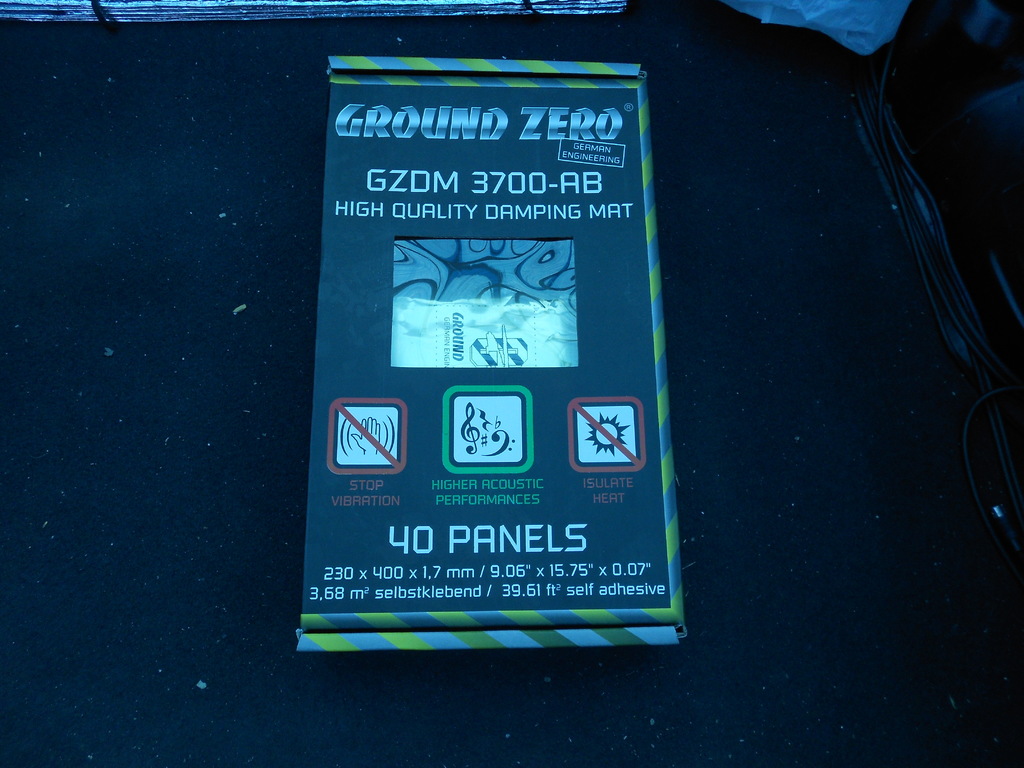 GROUND ZERO®
GERMAN
ENGINEERING
GZDM 3700-AB
HIGH QUALITY DAMPING MAT
GROUND
GERMAN
STOP
VIBRATION
HIGHER ACOUSTIC
PERFORMANCES
ISULATE
HEAT
40 PANELS
230 x 400 x 1,7 mm / 9.06" x 15.75" x 0.07"
3,68 m² selbstklebend / 39.61 ft² self adhesive